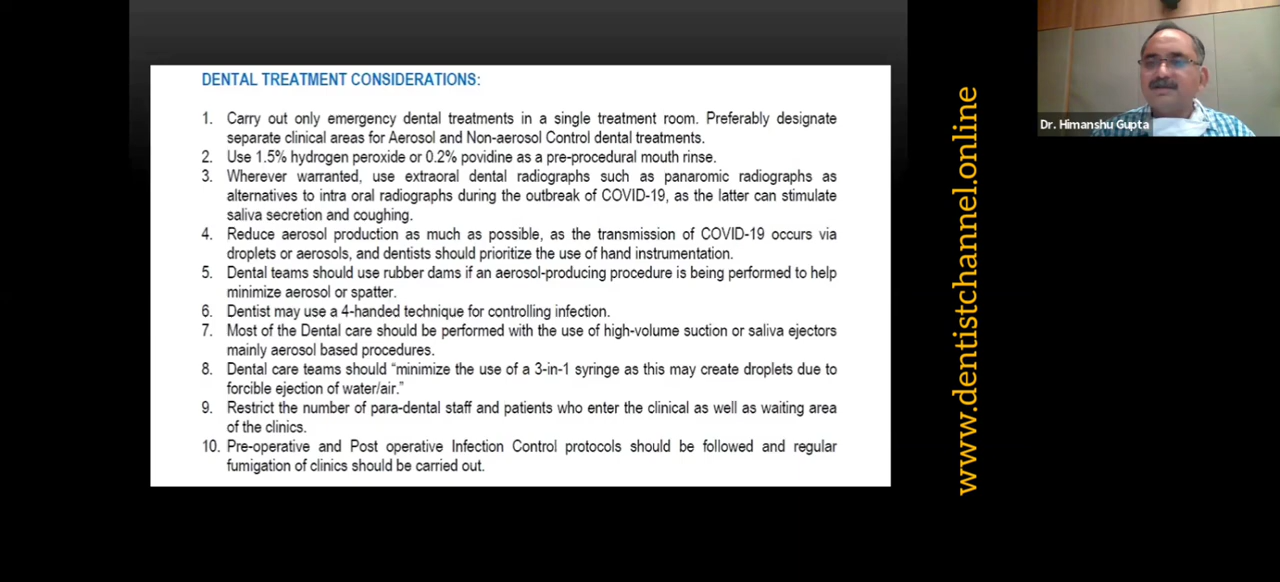 DENTAL TREATMENT CONSIDERATIONS:
1. Carry out only emergency dental treatments in a single treatment room. Preferably designate
separate clinical areas for Aerosol and Non-aerosol Control dental treatments.
2. Use 1.5% hydrogen peroxide or 0.2% povidine as a pre-procedural mouth rinse.
3. Wherever warranted, use extraoral dental radiographs such as panaromic radiographs as
alternatives to intra oral radiographs during the outbreak of COVID-19, as the latter can stimulate
saliva secretion and coughing.
4. Reduce aerosol production as much as possible, as the transmission of COVID-19 occurs via
droplets or aerosols, and dentists should prioritize the use of hand instrumentation.
5. Dental teams should use rubber dams if an aerosol-producing procedure is being performed to help
minimize aerosol or spatter.
6. Dentist may use a 4-handed technique for controlling infection.
7. Most of the Dental care should be performed with the use of high-volume suction or saliva ejectors
mainly aerosol based procedures.
8. Dental care teams should “minimize the use of a 3-in-1 syringe as this may create droplets due to
forcible ejection of water/air.”
9. Restrict the number of para-dental staff and patients who enter the clinical as well as waiting area
of the clinics.
10. Pre-operative and Post operative Infection Control protocols should be followed and regular
fumigation of clinics should be carried out.
www.dentistchannel.online
Dr. Himanshu Gupta